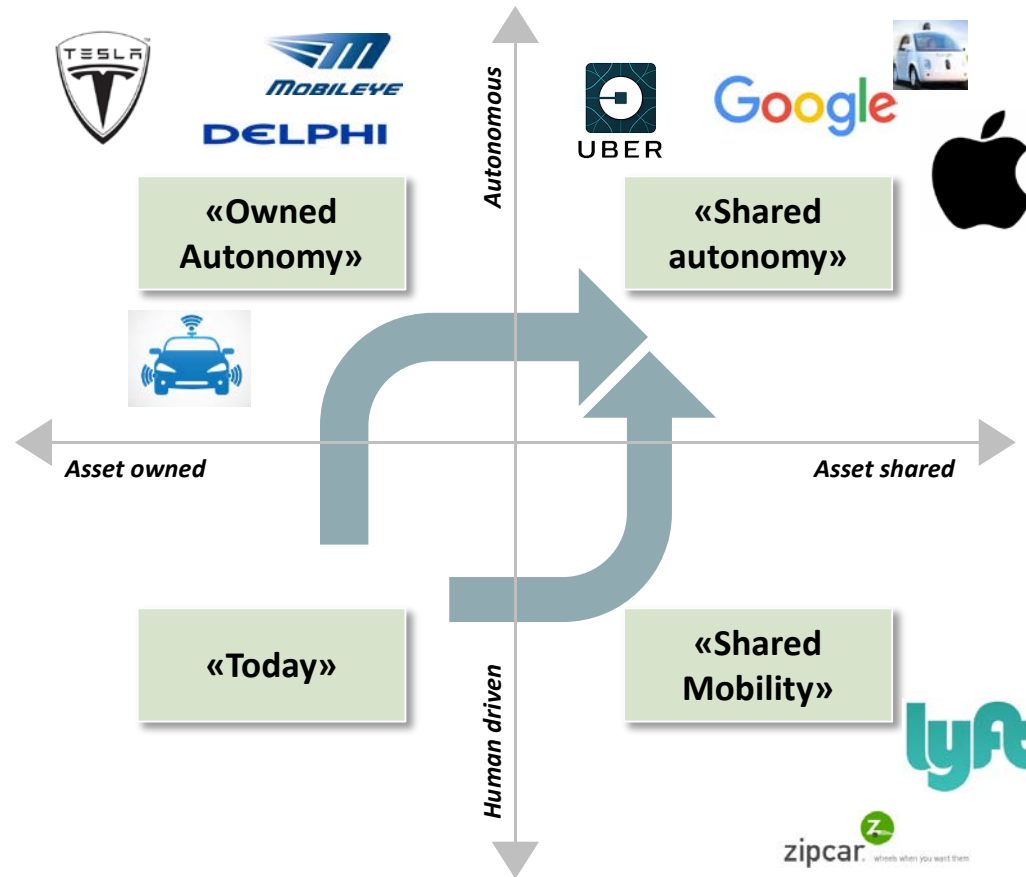 TESLA
MOBILEYE
DELPHI
UBER
Google
Autonomous
«Owned
Autonomy»
«Shared
autonomy»
Asset owned
Asset shared
«Today»
«Shared
Mobility»
Human driven
lyft
zipcar.
wheels when you want them